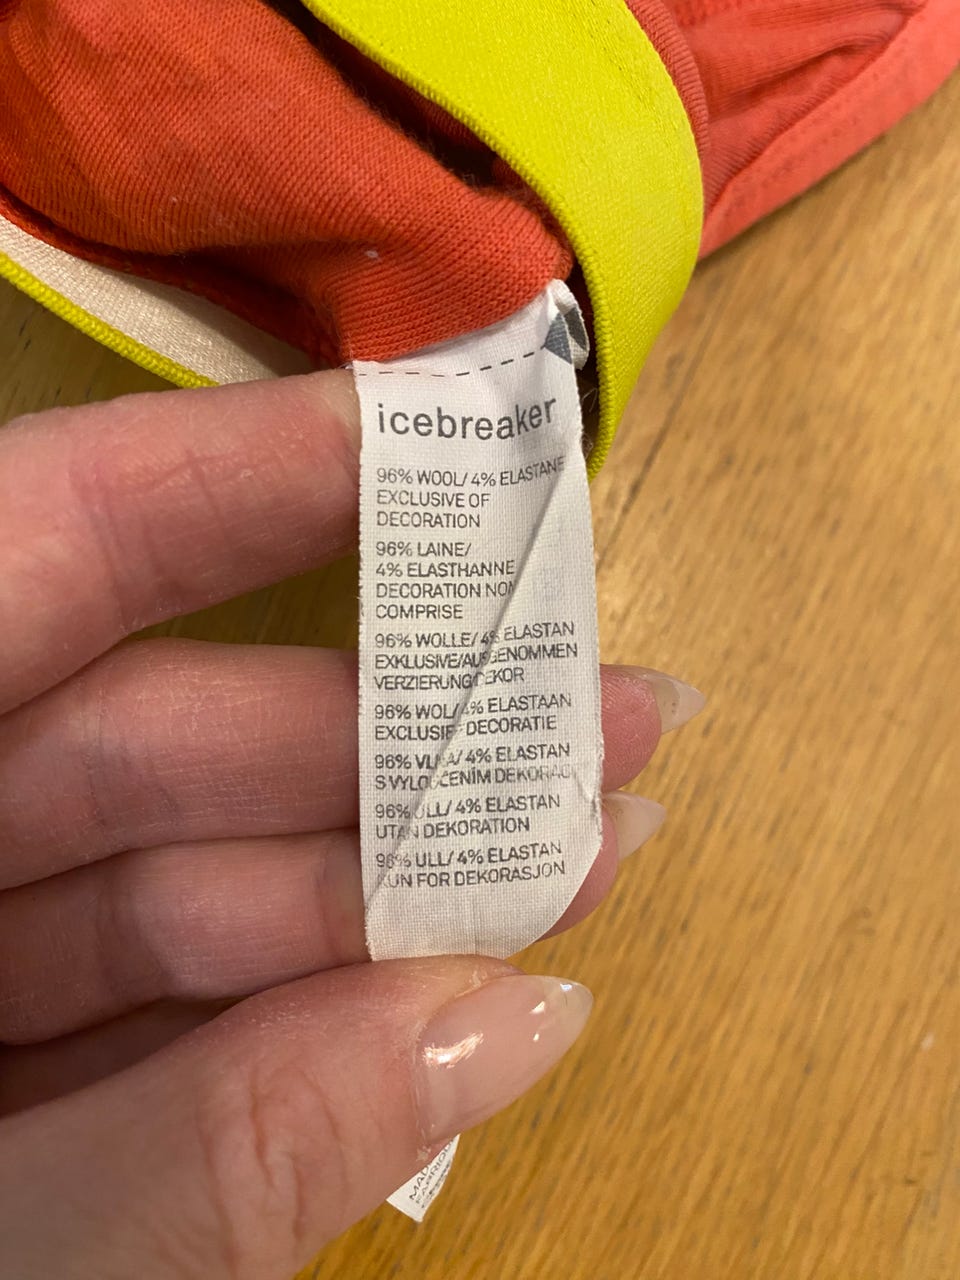 icebreaker
96% WOOL/ 4% ELASTANE
EXCLUSIVE OF
DECORATION
96% LAINE/
4% ELASTHANNE
DECORATION NON
COMPRISE
96% WOLLE/ 4% ELASTAN
EXKLUSIVE/AUSGENOMMEN
VERZIERUNG DEKOR
96% WOL/ 4% ELASTAAN
EXCLUSIEF DECORATIE
96% VLNA/ 4% ELASTAN
S VYLOUČENÍM
96% ULL/ 4% ELASTAN
UTAN DEKORATION
96% ULL/ 4% ELASTAN
KUN FOR DEKORASJON